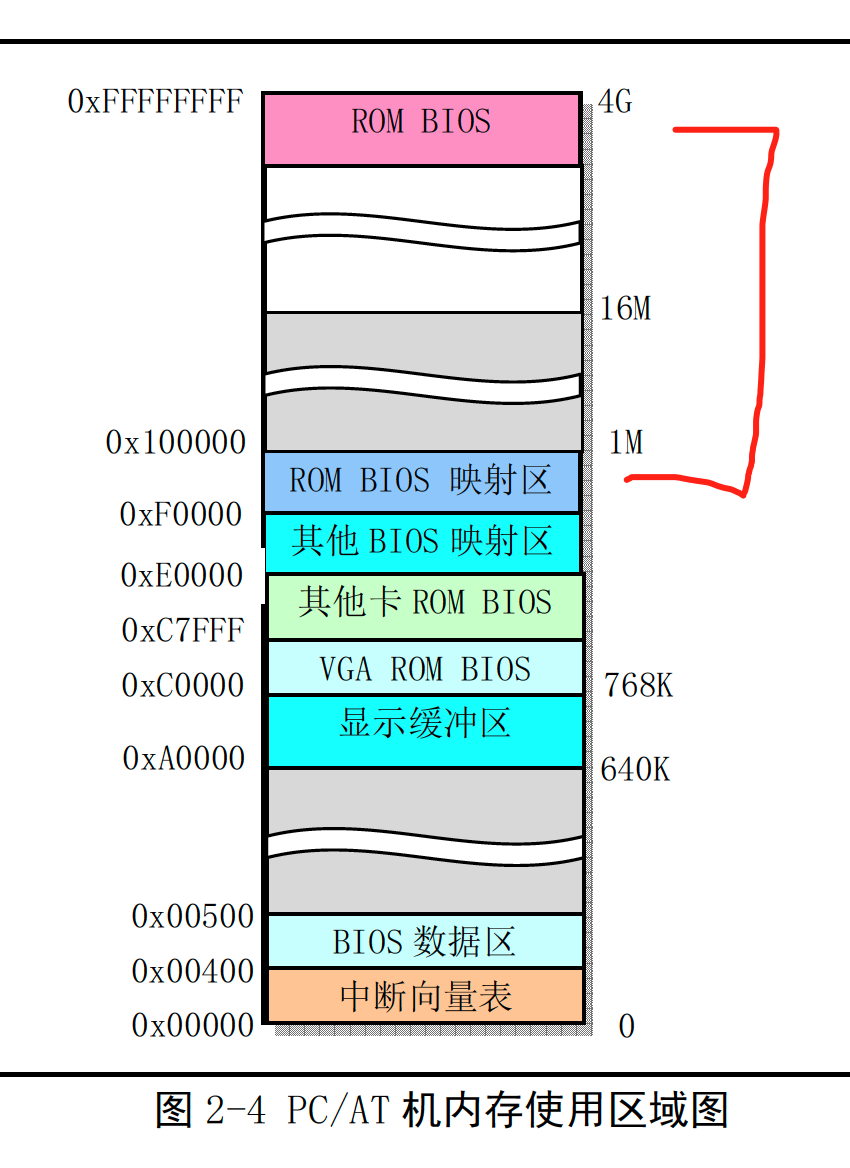 0xFFFFFFFF ROM BIOS 4G
16M
0x100000 1M
ROM BIOS 映射区
0xF0000
其他 BIOS 映射区
0xE0000
其他卡 ROM BIOS
0xC7FFF
VGA ROM BIOS
0xC0000 768K
显示缓冲区
0xA0000 640K
0x00500
BIOS 数据区
0x00400
中断向量表
0x00000 0
图 2-4 PC/AT 机内存使用区域图